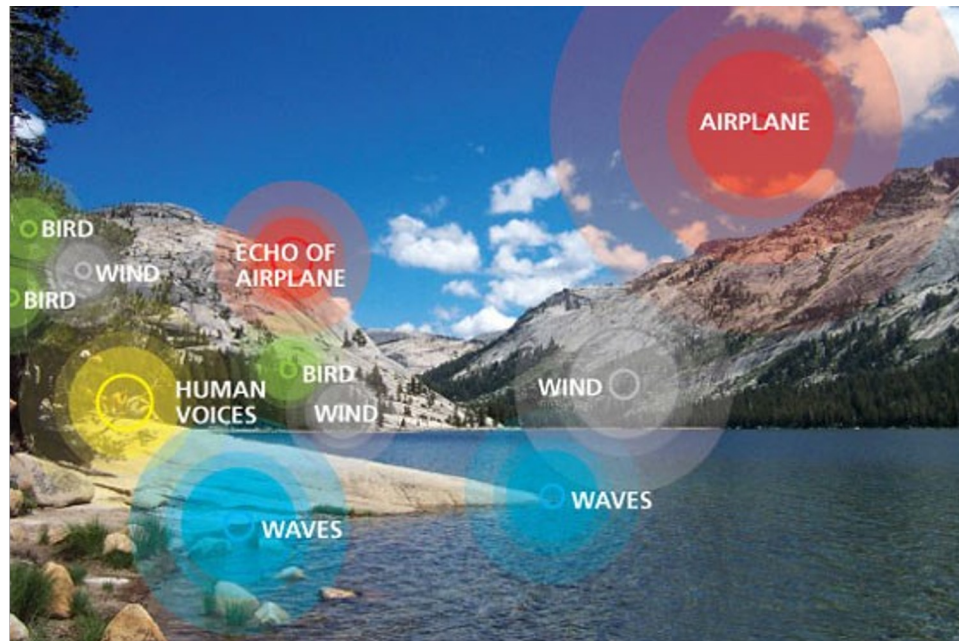 AIRPLANE
BIRD
ECHO OF
AIRPLANE
WIND
BIRD
BIRD
WIND
HUMAN
VOICES
WIND
WAVES
WAVES